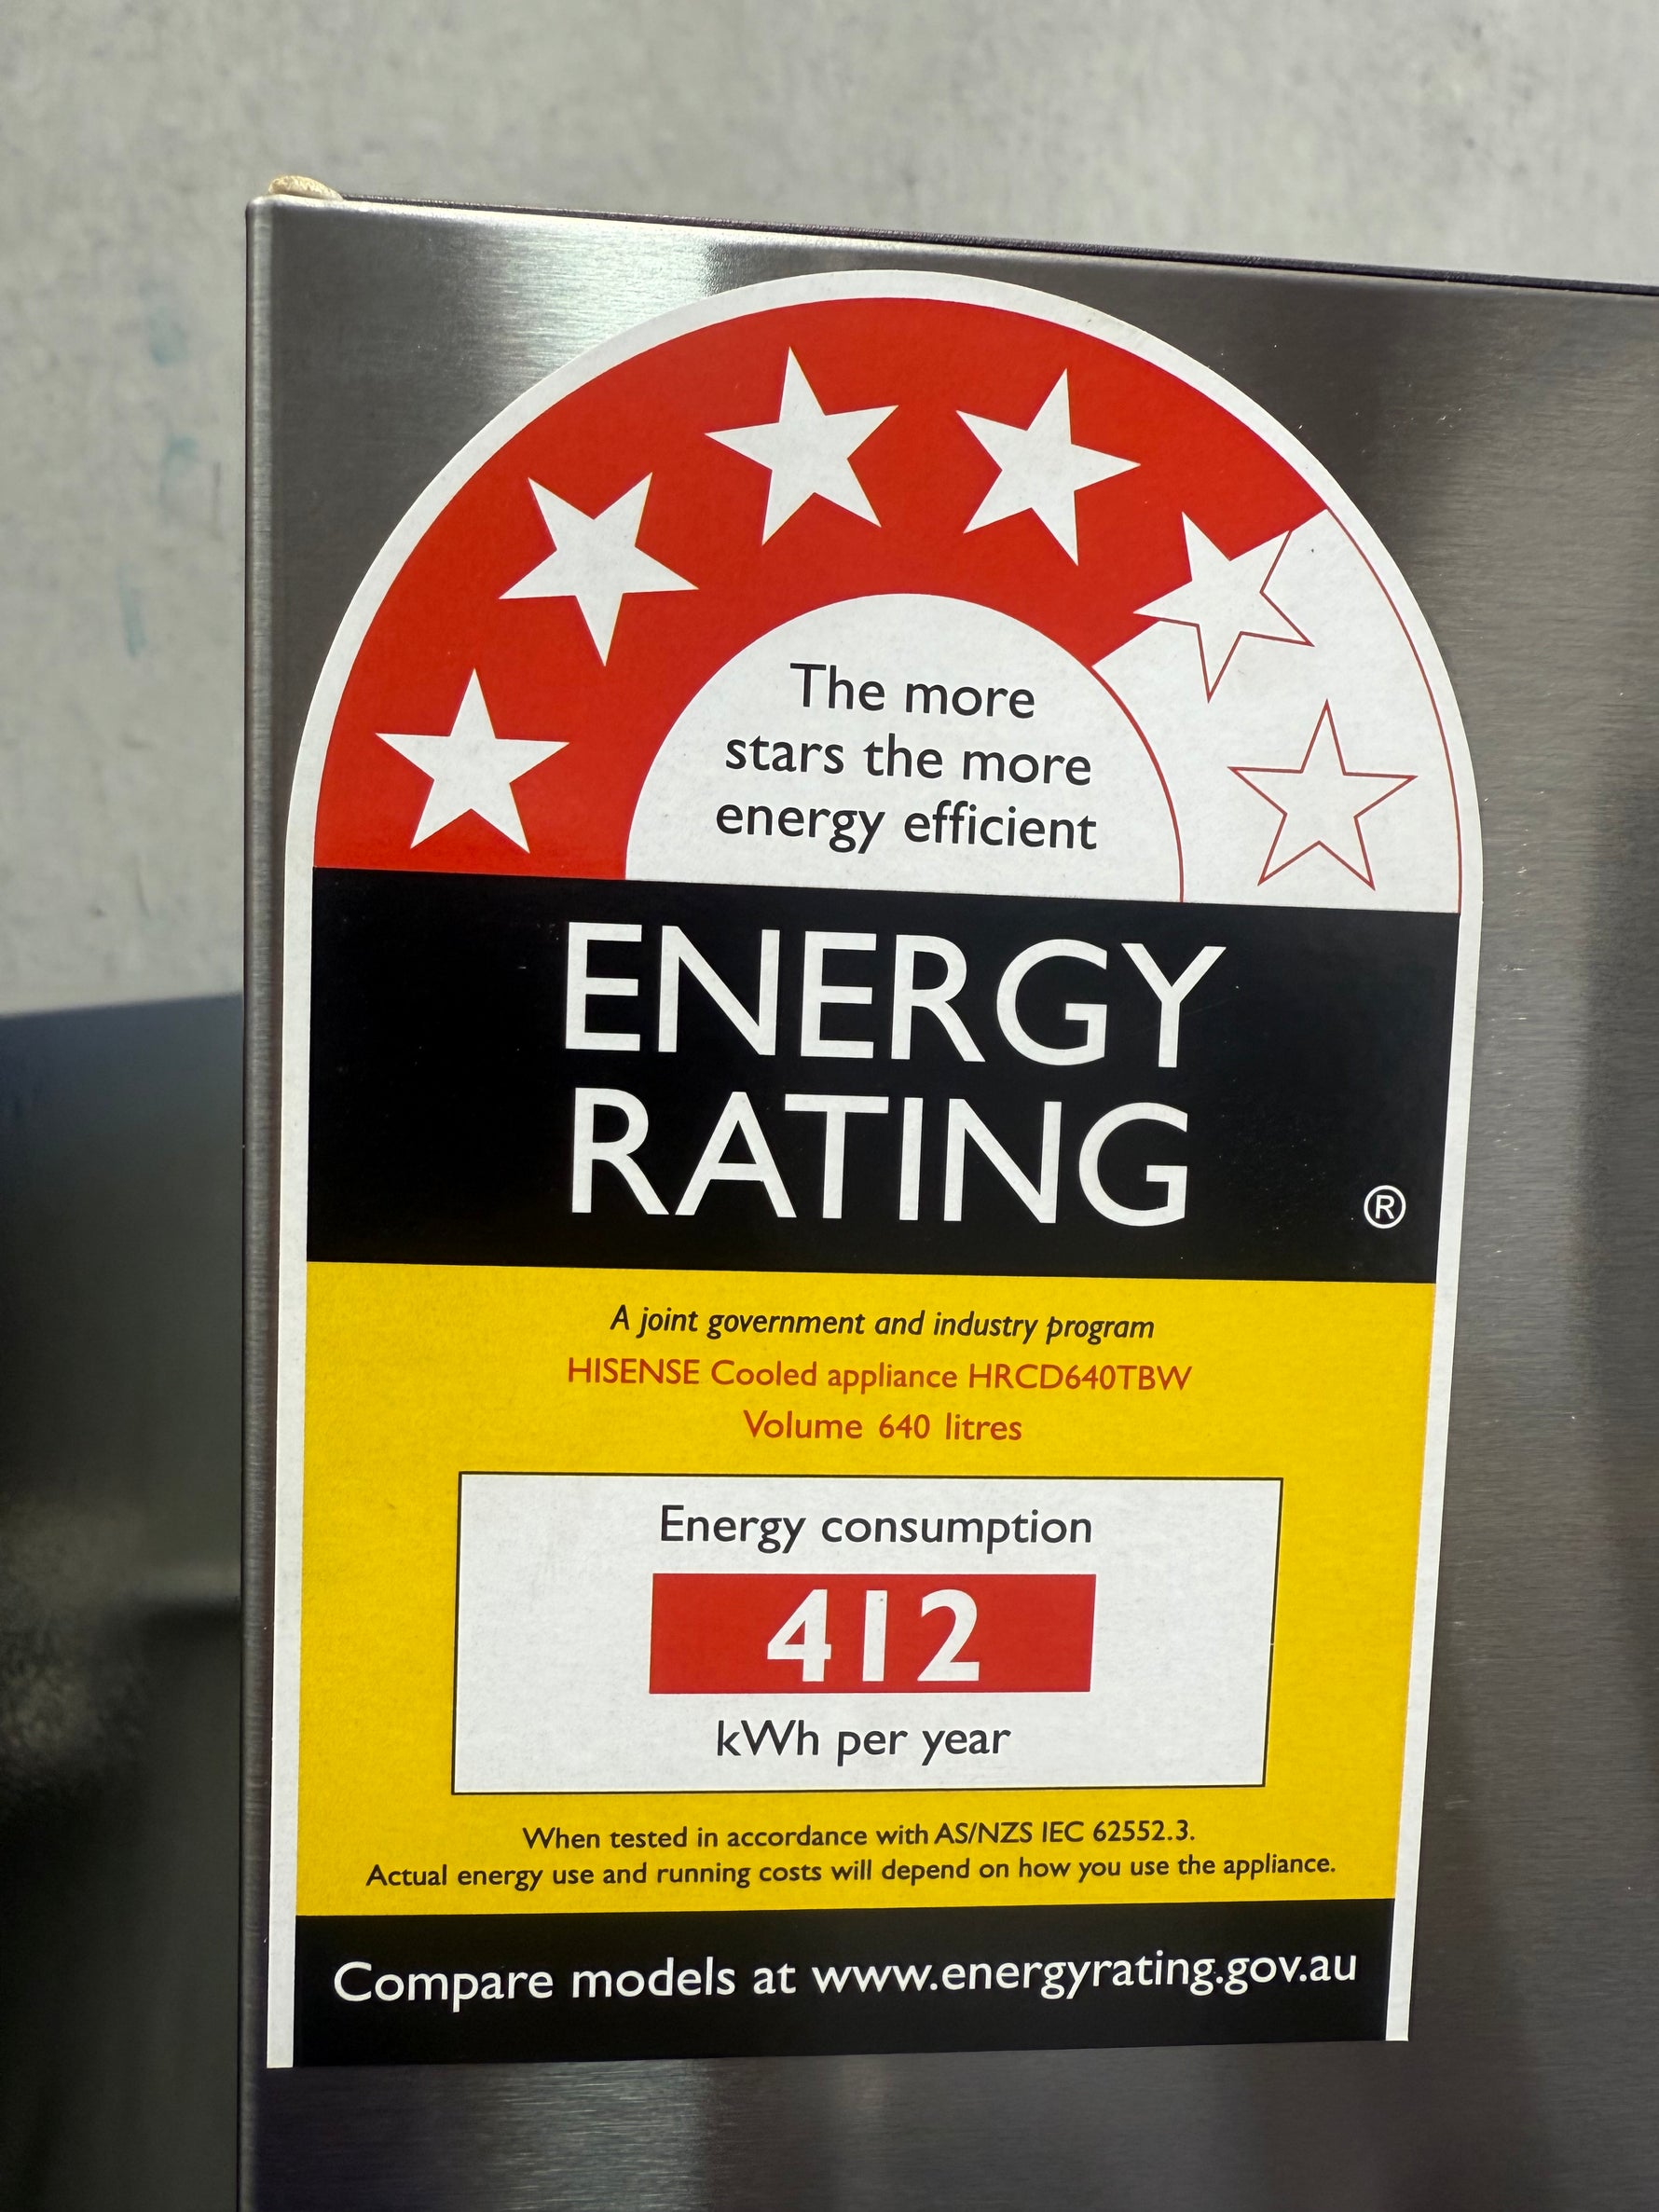 The more
stars the more
energy efficient
ENERGY
RATING
®
A joint government and industry program
HISENSE Cooled appliance HRCD640TBW
Volume 640 litres
Energy consumption
412
kWh per year
When tested in accordance with AS/NZS IEC 62552.3.
Actual energy use and running costs will depend on how you use the appliance.
Compare models at www.energyrating.gov.au